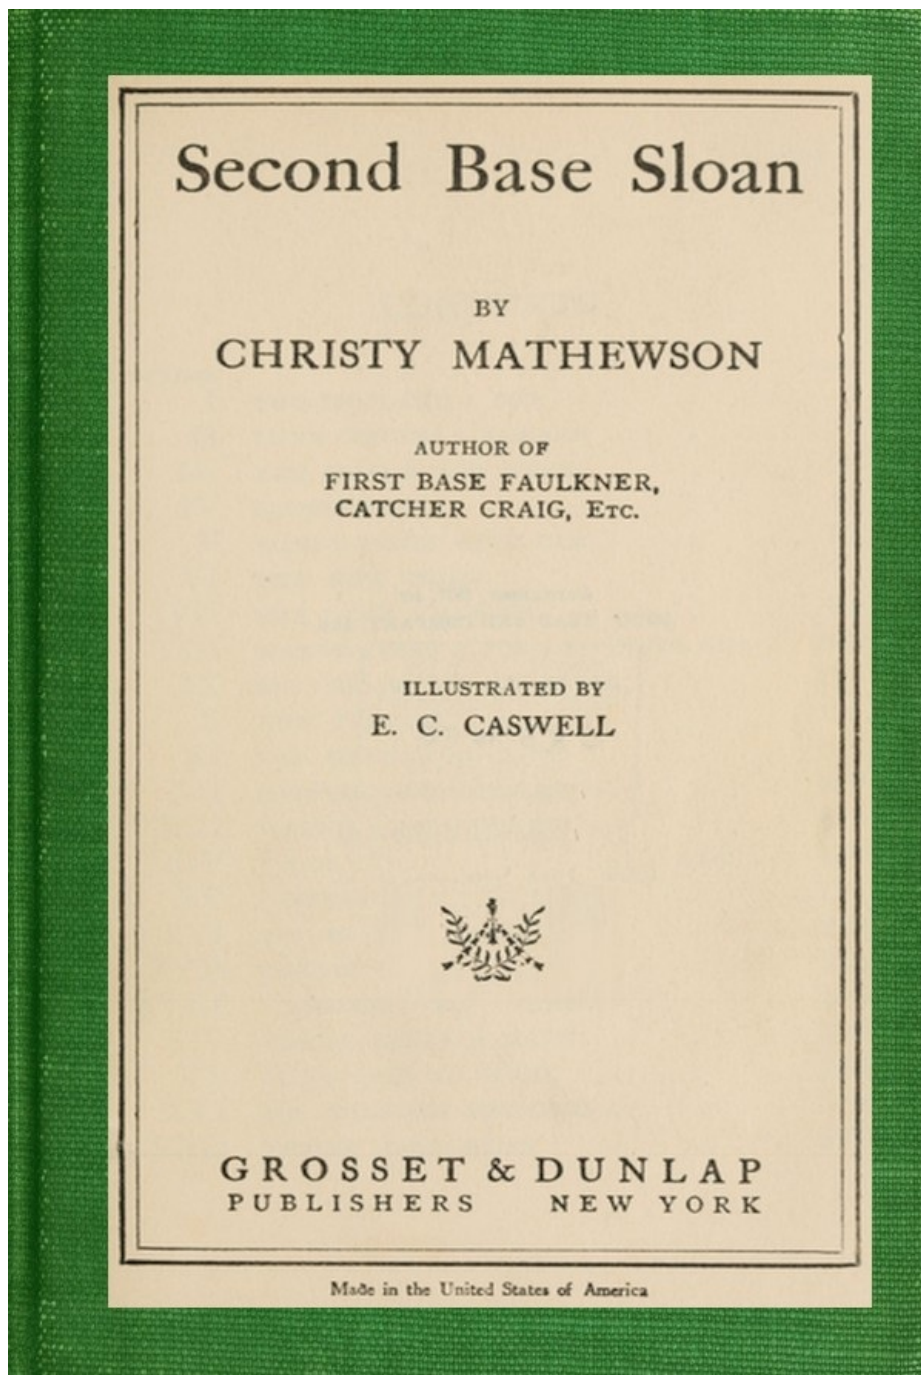 Second Base Sloan
BY
CHRISTY MATHEWSON
AUTHOR OF
FIRST BASE FAULKNER,
CATCHER CRAIG, ETC.
ILLUSTRATED BY
E. C. CASWELL
GROSSET & DUNLAP
PUBLISHERS NEW YORK
Made in the United States of America